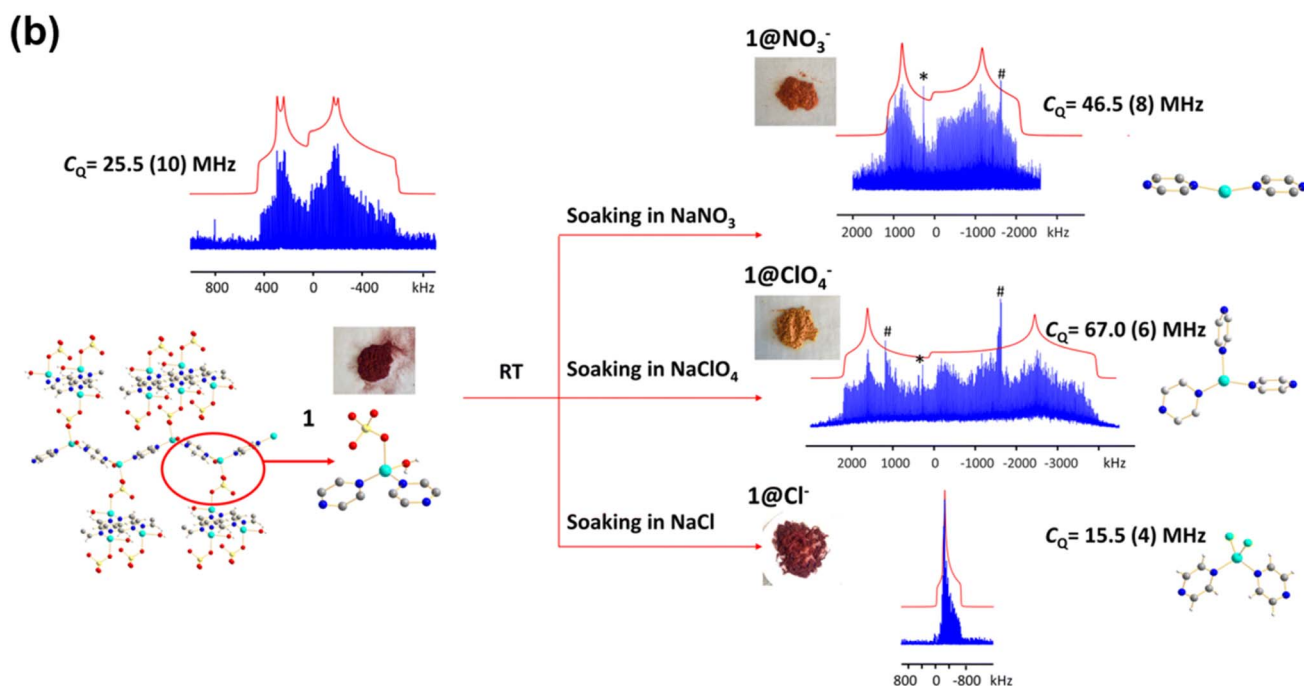 (b)
C_Q= 25.5 (10) MHz
800 400 0 -400 kHz
1
RT
Soaking in NaNO₃
1@NO₃⁻
* #
C_Q= 46.5 (8) MHz
2000 1000 0 -1000 -2000 kHz
Soaking in NaClO₄
1@ClO₄⁻
# * #
C_Q= 67.0 (6) MHz
2000 1000 0 -1000 -2000 -3000 kHz
Soaking in NaCl
1@Cl⁻
C_Q= 15.5 (4) MHz
800 0 -800 kHz